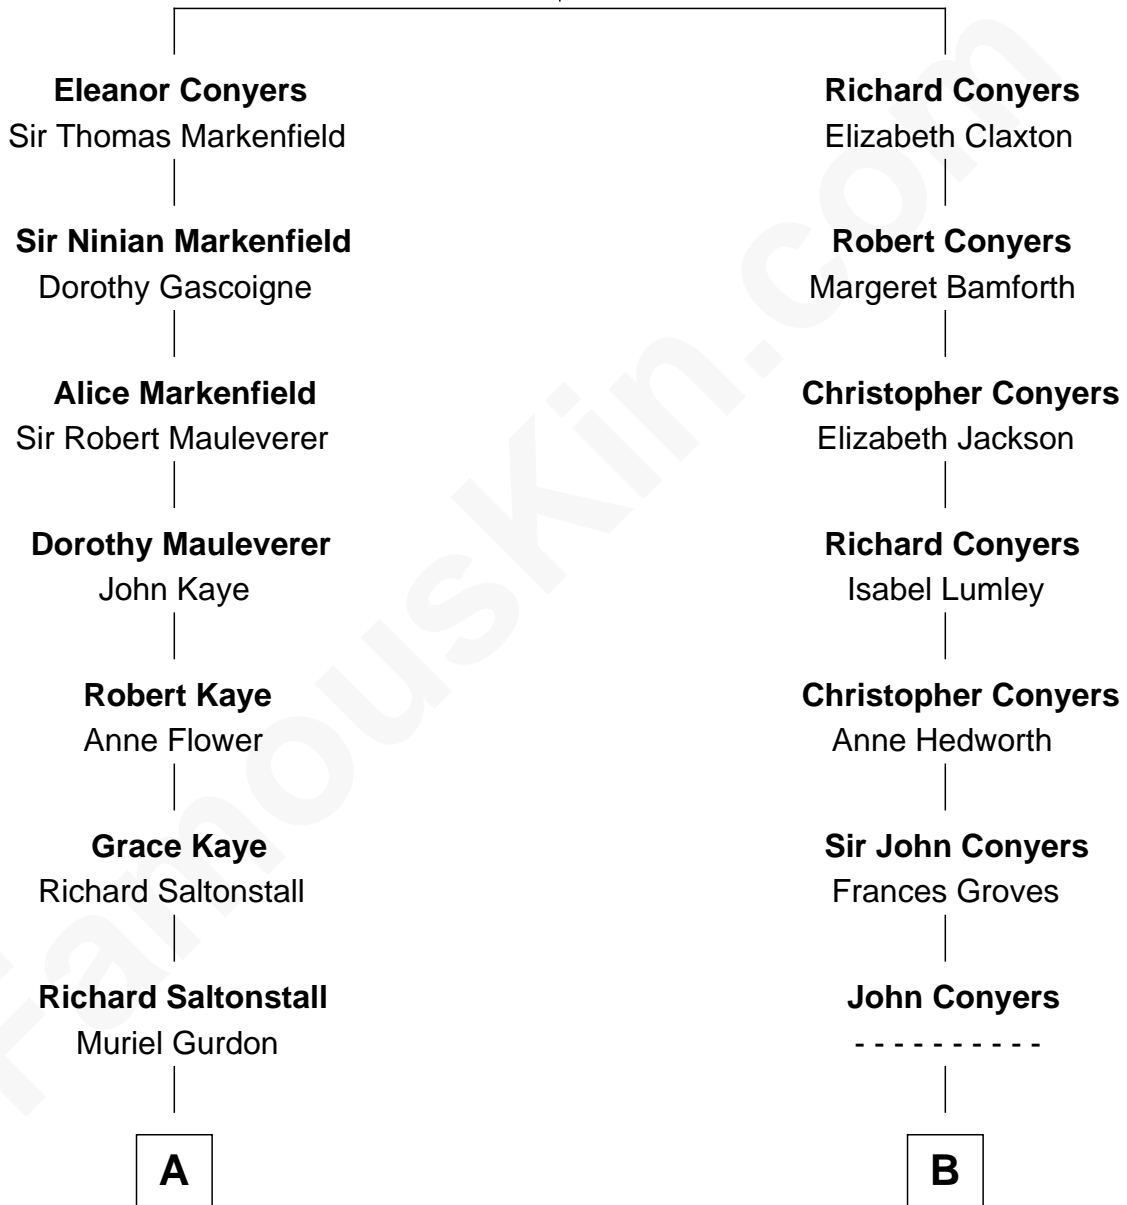 Eleanor Conyers
Sir Thomas Markenfield
Sir Ninian Markenfield
Dorothy Gascoigne
Alice Markenfield
Sir Robert Mauleverer
Dorothy Mauleverer
John Kaye
Robert Kaye
Anne Flower
Grace Kaye
Richard Saltonstall
Richard Saltonstall
Muriel Gurdon
A
Richard Conyers
Elizabeth Claxton
Robert Conyers
Margeret Bamforth
Christopher Conyers
Elizabeth Jackson
Richard Conyers
Isabel Lumley
Christopher Conyers
Anne Hedworth
Sir John Conyers
Frances Groves
John Conyers
- - - - - - - - - -
B
FamousKin.com